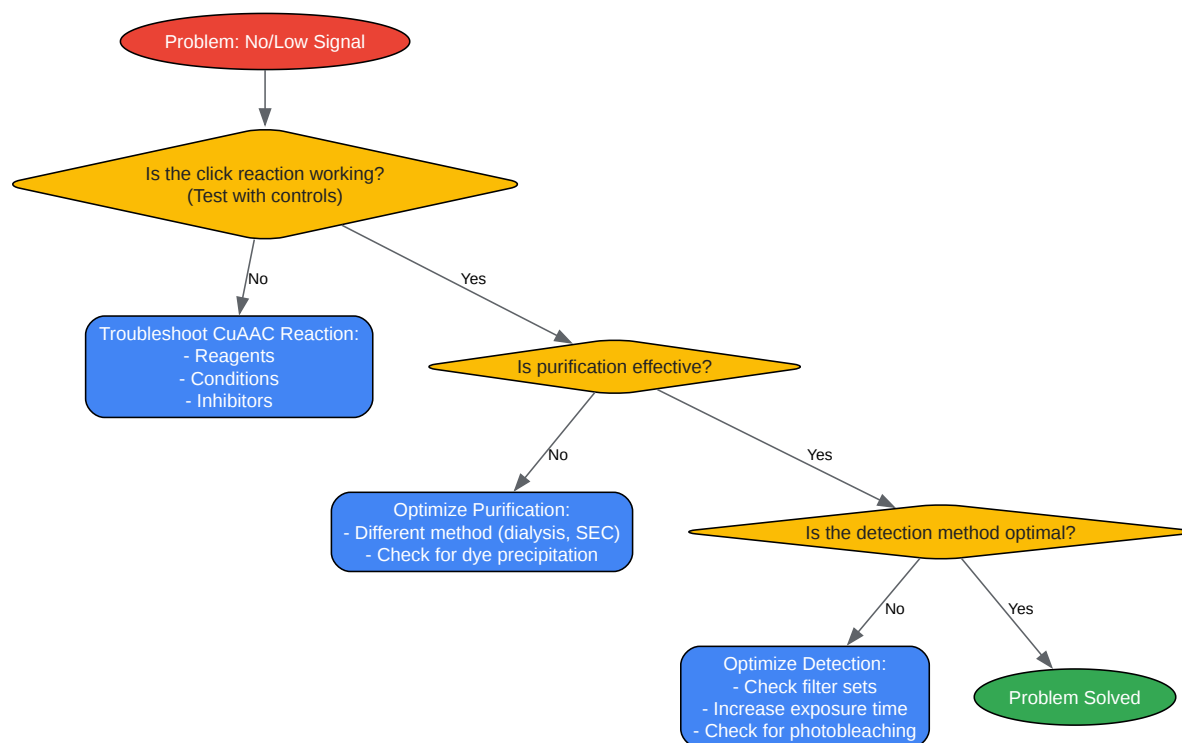 Problem: No/Low Signal
Is the click reaction working?
(Test with controls)
No
Yes
Troubleshoot CuAAC Reaction:
- Reagents
- Conditions
- Inhibitors
Is purification effective?
No
Yes
Optimize Purification:
- Different method (dialysis, SEC)
- Check for dye precipitation
Is the detection method optimal?
No
Yes
Optimize Detection:
- Check filter sets
- Increase exposure time
- Check for photobleaching
Problem Solved